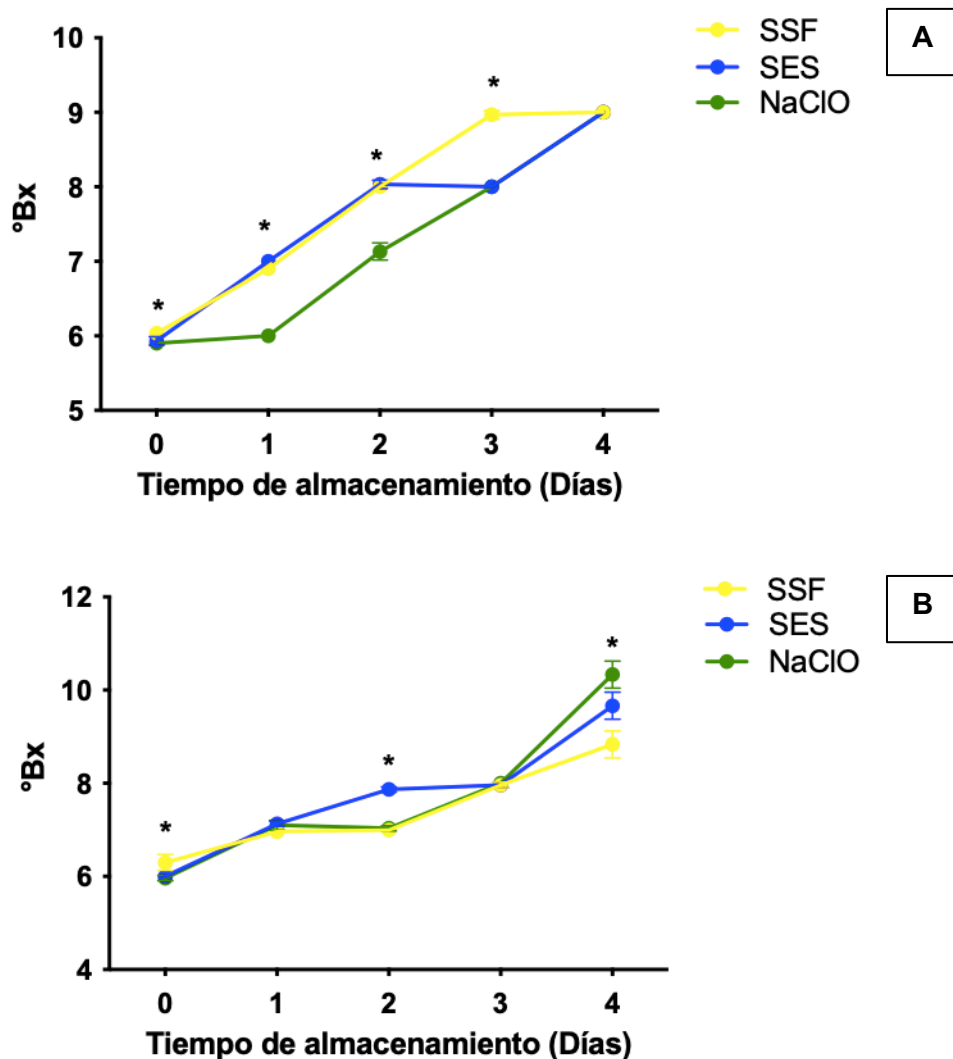 SSF
SES
NaClO
A
10
9
8
7
6
5
°Bx
*
*
*
*
0 1 2 3 4
Tiempo de almacenamiento (Días)
SSF
SES
NaClO
B
12
10
8
6
4
°Bx
*
*
*
0 1 2 3 4
Tiempo de almacenamiento (Días)